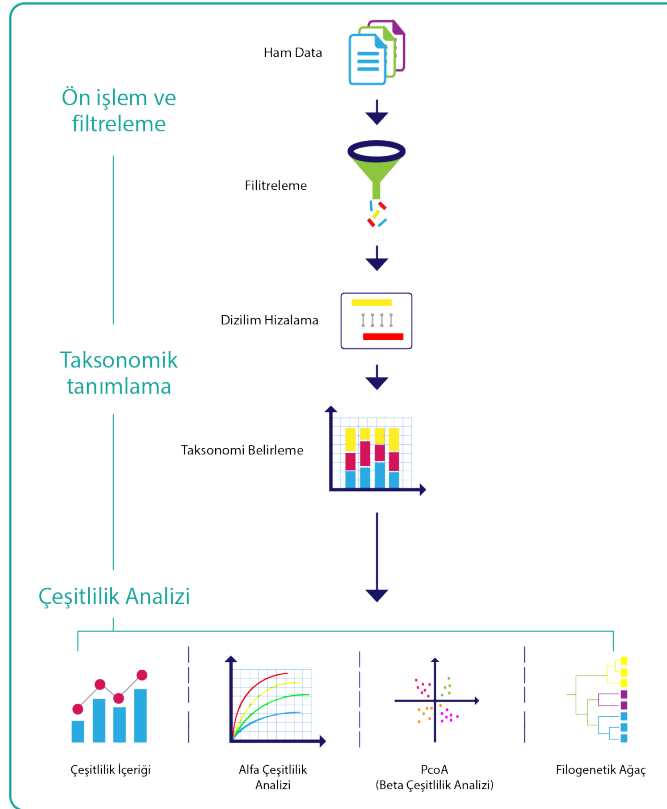 Ham Data
Ön işlem ve
filtreleme
Filitreleme
Dizilim Hizalama
Taksonomik
tanımlama
Taksonomi Belirleme
Çeşitlilik Analizi
Çeşitlilik İçeriği
Alfa Çeşitlilik
Analizi
PcoA
(Beta Çeşitlilik Analizi)
Filogenetik Ağaç